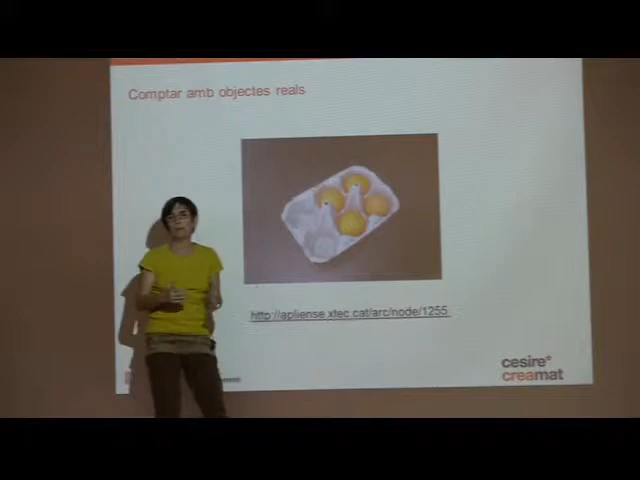 Comptar amb objectes reals
http://apliense.xtec.cat/arc/node/1255
cesire*
creamat